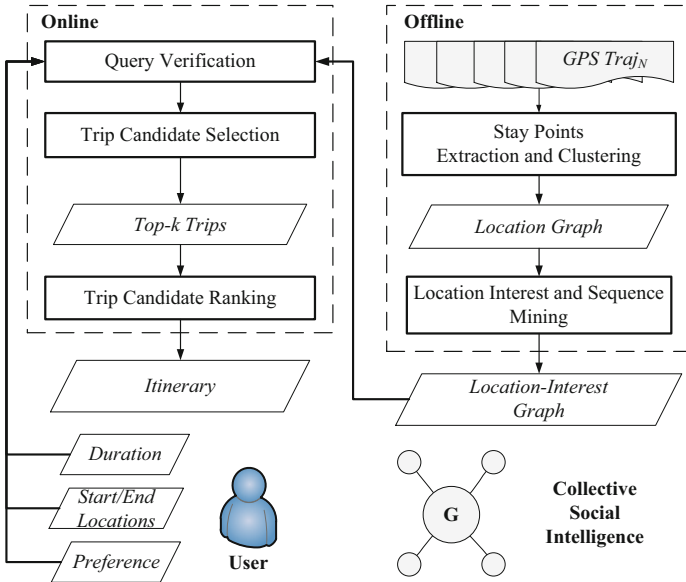 Online
Query Verification
Trip Candidate Selection
Top-k Trips
Trip Candidate Ranking
Itinerary
Duration
Start/End
Locations
Preference
User
Offline
GPS Traj_N
Stay Points
Extraction and Clustering
Location Graph
Location Interest and Sequence
Mining
Location-Interest
Graph
G
Collective
Social
Intelligence